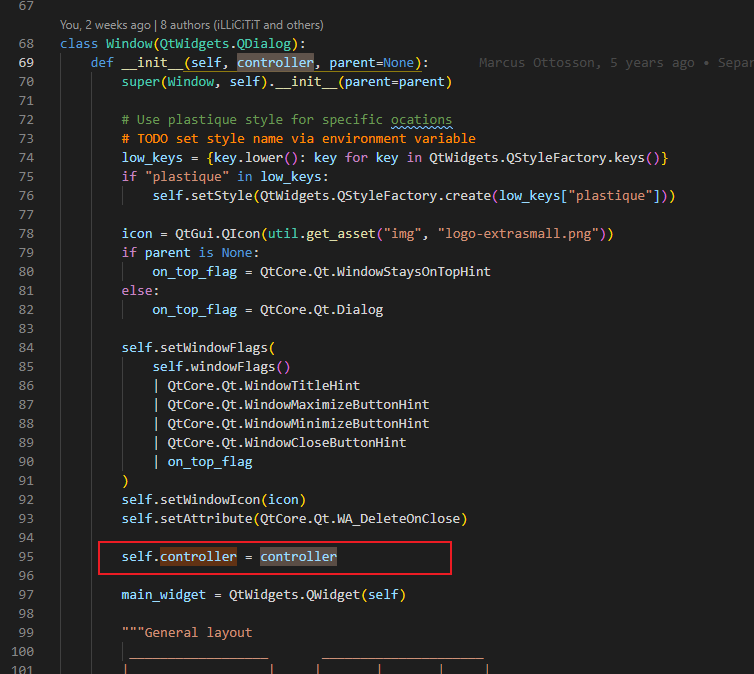 67
You, 2 weeks ago | 8 authors (iLLiCiTiT and others)
68 class Window(QtWidgets.QDialog):
69 def __init__(self, controller, parent=None): Marcus Ottosson, 5 years ago • Separ
70 super(Window, self).__init__(parent=parent)
71
72 # Use plastique style for specific ocations
73 # TODO set style name via environment variable
74 low_keys = {key.lower(): key for key in QtWidgets.QStyleFactory.keys()}
75 if "plastique" in low_keys:
76 self.setStyle(QtWidgets.QStyleFactory.create(low_keys["plastique"]))
77
78 icon = QtGui.QIcon(util.get_asset("img", "logo-extrasmall.png"))
79 if parent is None:
80 on_top_flag = QtCore.Qt.WindowStaysOnTopHint
81 else:
82 on_top_flag = QtCore.Qt.Dialog
83
84 self.setWindowFlags(
85 self.windowFlags()
86 | QtCore.Qt.WindowTitleHint
87 | QtCore.Qt.WindowMaximizeButtonHint
88 | QtCore.Qt.WindowMinimizeButtonHint
89 | QtCore.Qt.WindowCloseButtonHint
90 | on_top_flag
91 )
92 self.setWindowIcon(icon)
93 self.setAttribute(QtCore.Qt.WA_DeleteOnClose)
94
95 self.controller = controller
96
97 main_widget = QtWidgets.QWidget(self)
98
99 """General layout
100 __________________ _____________________
101 | | | | | |